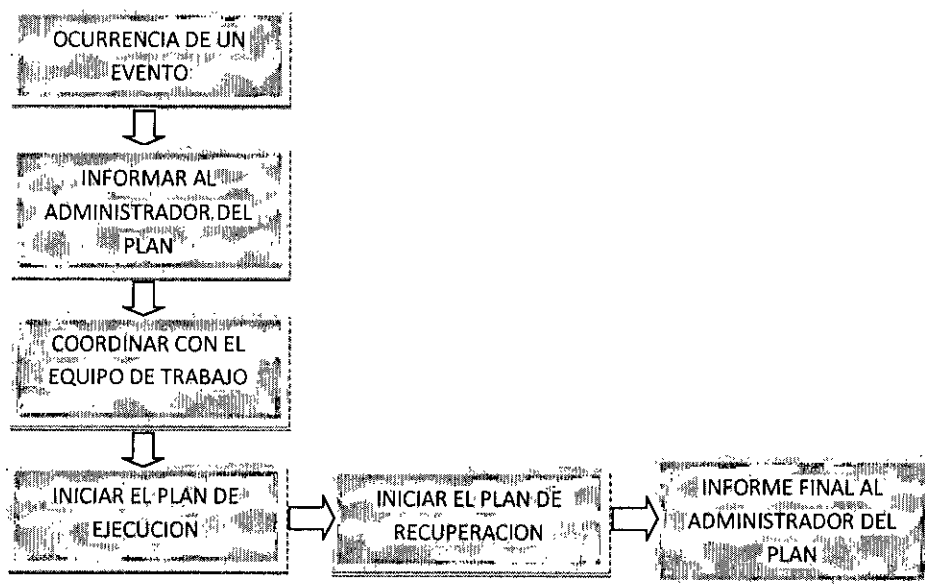 OCURRENCIA DE UN
EVENTO
INFORMAR AL
ADMINISTRADOR DEL
PLAN
COORDINAR CON EL
EQUIPO DE TRABAJO
INICIAR EL PLAN DE
EJECUCION
INICIAR EL PLAN DE
RECUPERACION
INFORME FINAL AL
ADMINISTRADOR DEL
PLAN